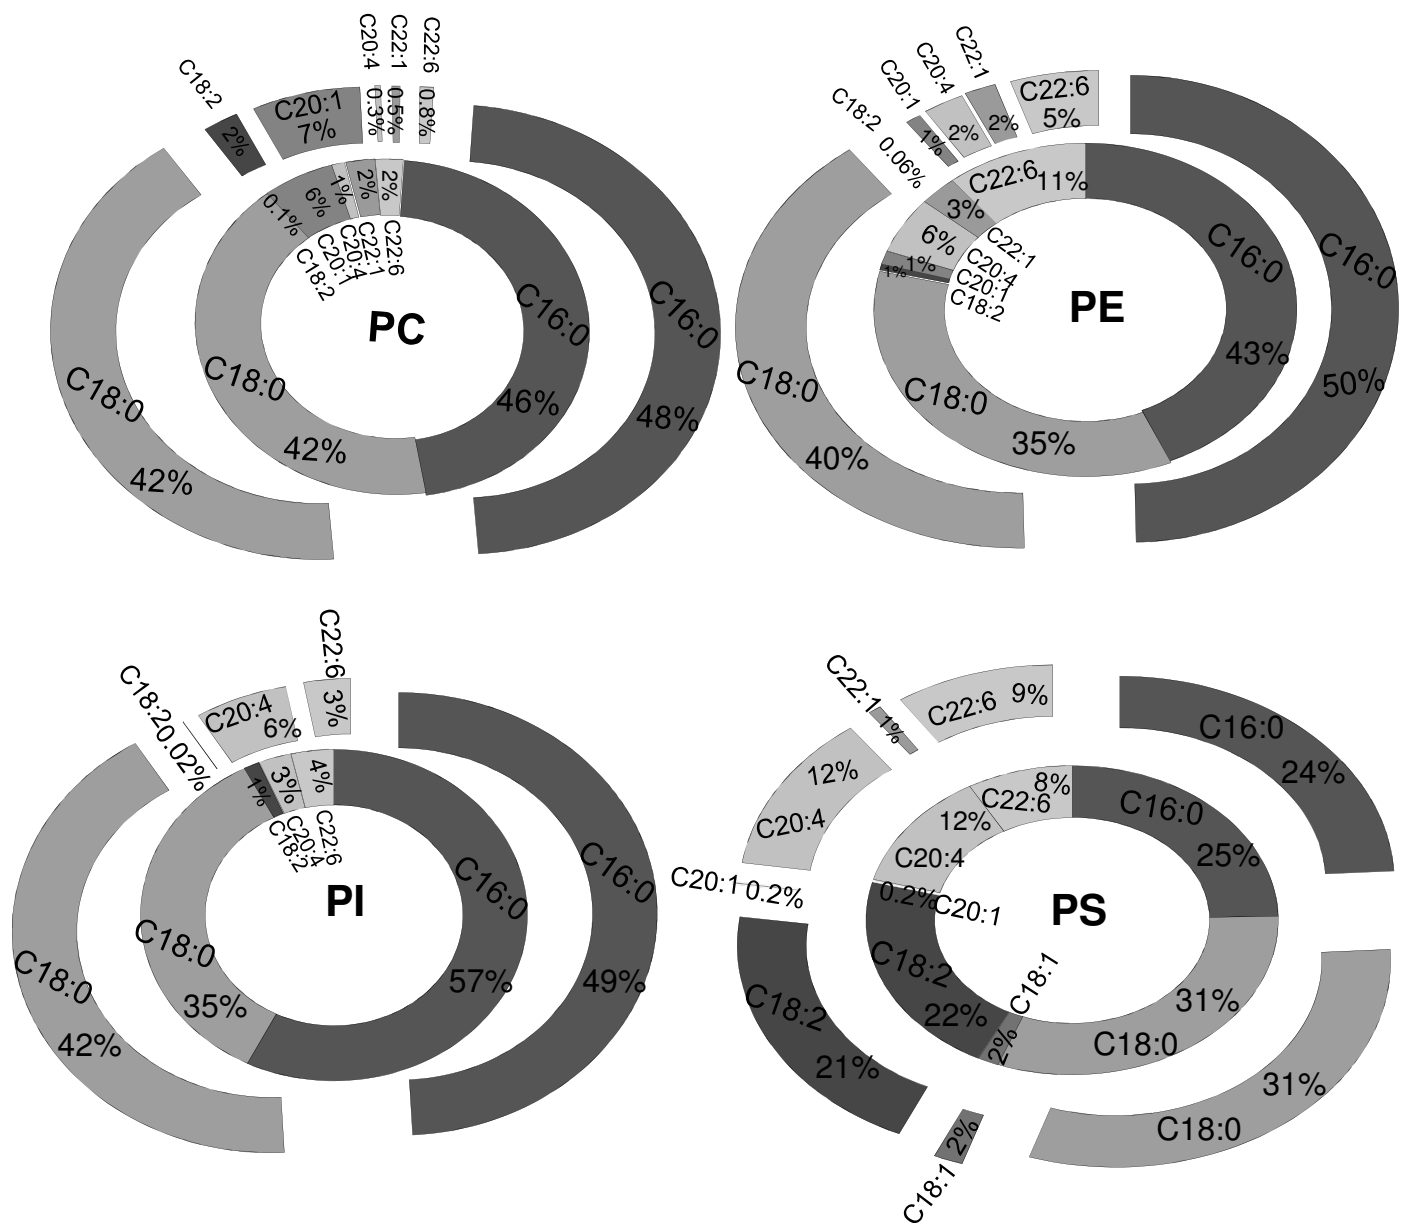 C18:2
2%
C20:1
7%
C20:4
0.3%
C22:1
0.5%
C22:6
0.8%
C16:0
48%
C18:0
42%
0.1%
6%
1%
2%
2%
C18:2
C20:1
C20:4
C22:1
C22:6
C16:0
46%
C18:0
42%
PC
C18:2
0.06%
C20:1
1%
C20:4
2%
C22:1
2%
C22:6
5%
C16:0
50%
C18:0
40%
C22:6 11%
3%
6%
1%
1%
C22:1
C20:4
C20:1
C18:2
C16:0
43%
C18:0
35%
PE
C18:2 0.02%
C20:4
6%
C22:6
3%
C16:0
49%
C18:0
42%
1%
3%
4%
C18:2
C20:4
C22:6
C16:0
57%
C18:0
35%
PI
C22:1
1%
C22:6 9%
C16:0
24%
12%
C20:4
C20:1 0.2%
C18:2
21%
C18:1
2%
C18:0
31%
8%
C22:6
12%
C20:4
0.2%
C20:1
C16:0
25%
C18:2
22%
C18:1
2%
31%
C18:0
PS